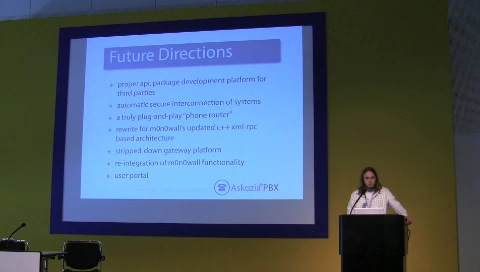 Future Directions
proper api, package development platform for
third parties
automatic secure interconnection of systems
a truly plug-and-play "phone router"
rewrite for m0n0wall's updated c++ xml-rpc
based architecture
stripped-down gateway platform
re-integration of m0n0wall functionality
user portal
Askozia PBX